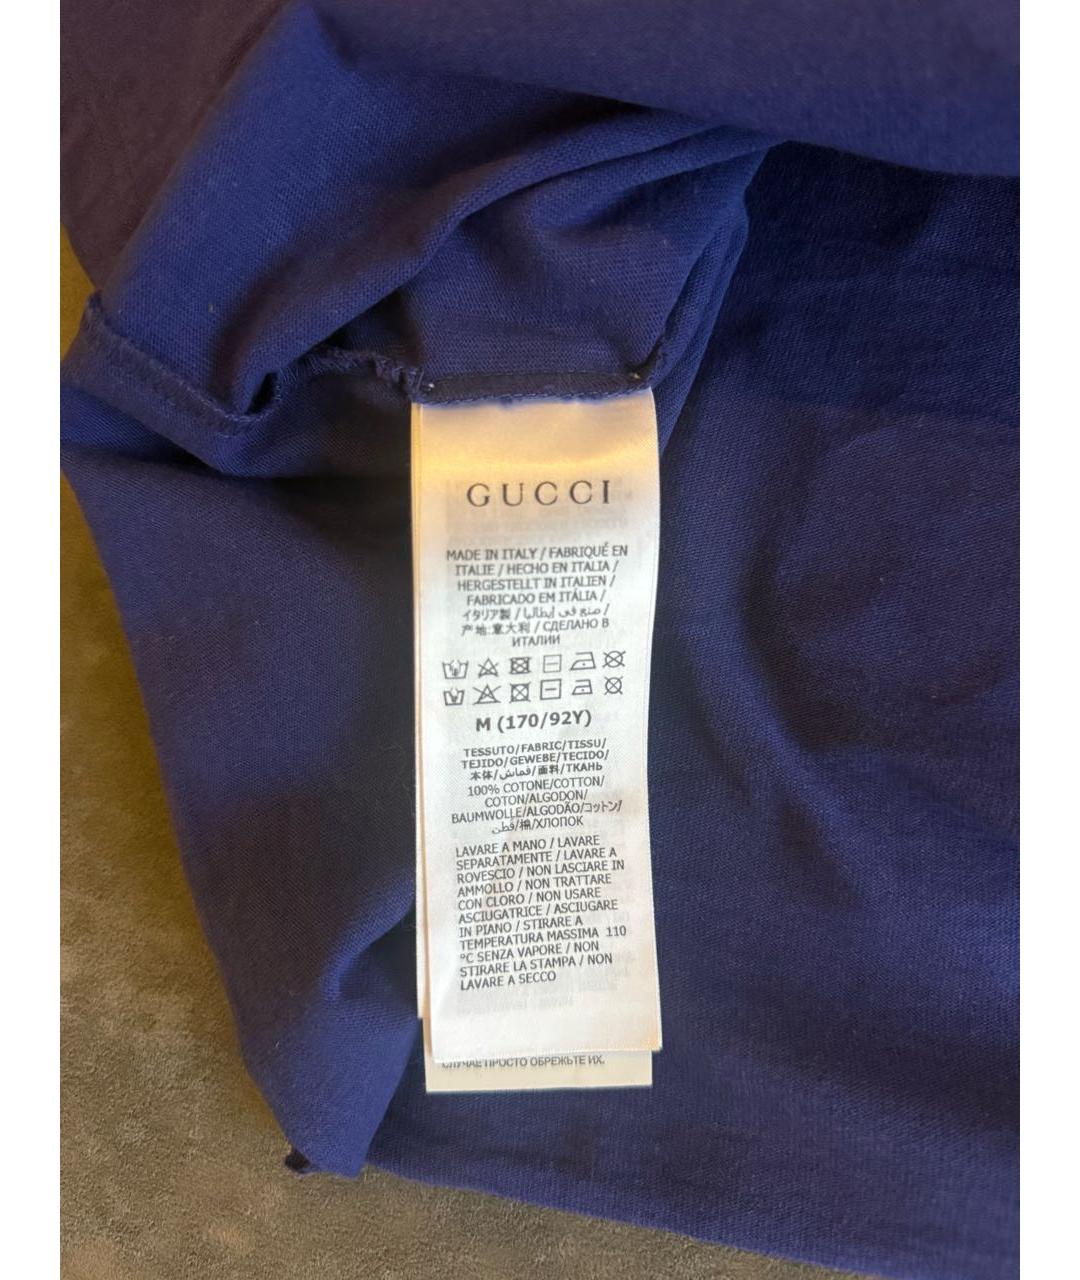 GUCCI
MADE IN ITALY / FABRIQUÉ EN
ITALIE / HECHO EN ITALIA /
HERGESTELLT IN ITALIEN /
FABRICADO EM ITÁLIA /
イタリア製 / صنع في إيطاليا /
产地:意大利 / СДЕЛАНО В
ИТАЛИИ
M (170/92Y)
TESSUTO/FABRIC/TISSU/
TEJIDO/GEWEBE/TECIDO/
本体/قماش/面料/ТКАНЬ
100% COTONE/COTTON/
COTON/ALGODON/
BAUMWOLLE/ALGODÃO/コットン/
قطن/棉/ХЛОПОК
LAVARE A MANO / LAVARE
SEPARATAMENTE / LAVARE A
ROVESCIO / NON LASCIARE IN
AMMOLLO / NON TRATTARE
CON CLORO / NON USARE
ASCIUGATRICE / ASCIUGARE
IN PIANO / STIRARE A
TEMPERATURA MASSIMA 110
°C SENZA VAPORE / NON
STIRARE LA STAMPA / NON
LAVARE A SECCO
СЛУЧАЕ ПРОСТО ОБРЕЖЬТЕ ИХ.